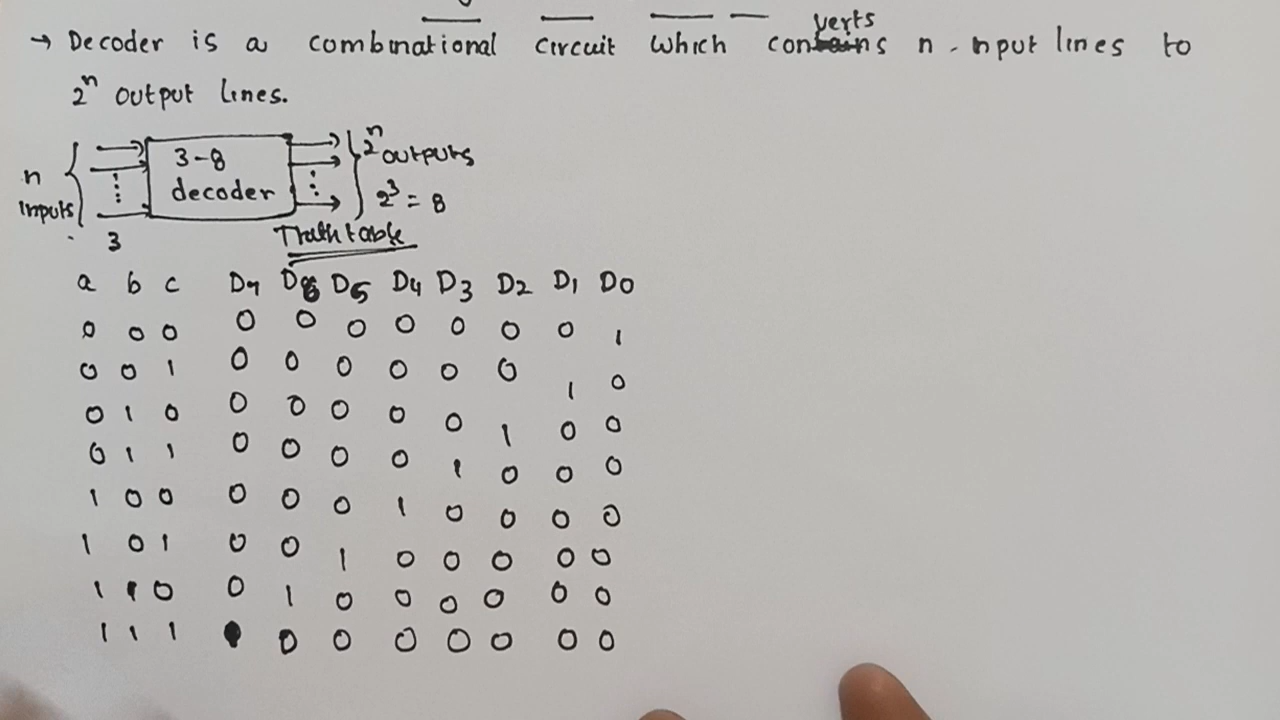 → Decoder is a combinational circuit which converts n-input lines to
2^n output lines.
n inputs
3
3-8 decoder
2^n outputs
2^3 = 8
Truth table
a b c D7 D6 D5 D4 D3 D2 D1 D0
0 0 0 0 0 0 0 0 0 0 1
0 0 1 0 0 0 0 0 0 1 0
0 1 0 0 0 0 0 0 1 0 0
0 1 1 0 0 0 0 1 0 0 0
1 0 0 0 0 0 1 0 0 0 0
1 0 1 0 0 1 0 0 0 0 0
1 1 0 0 1 0 0 0 0 0 0
1 1 1 0 0 0 0 0 0 0